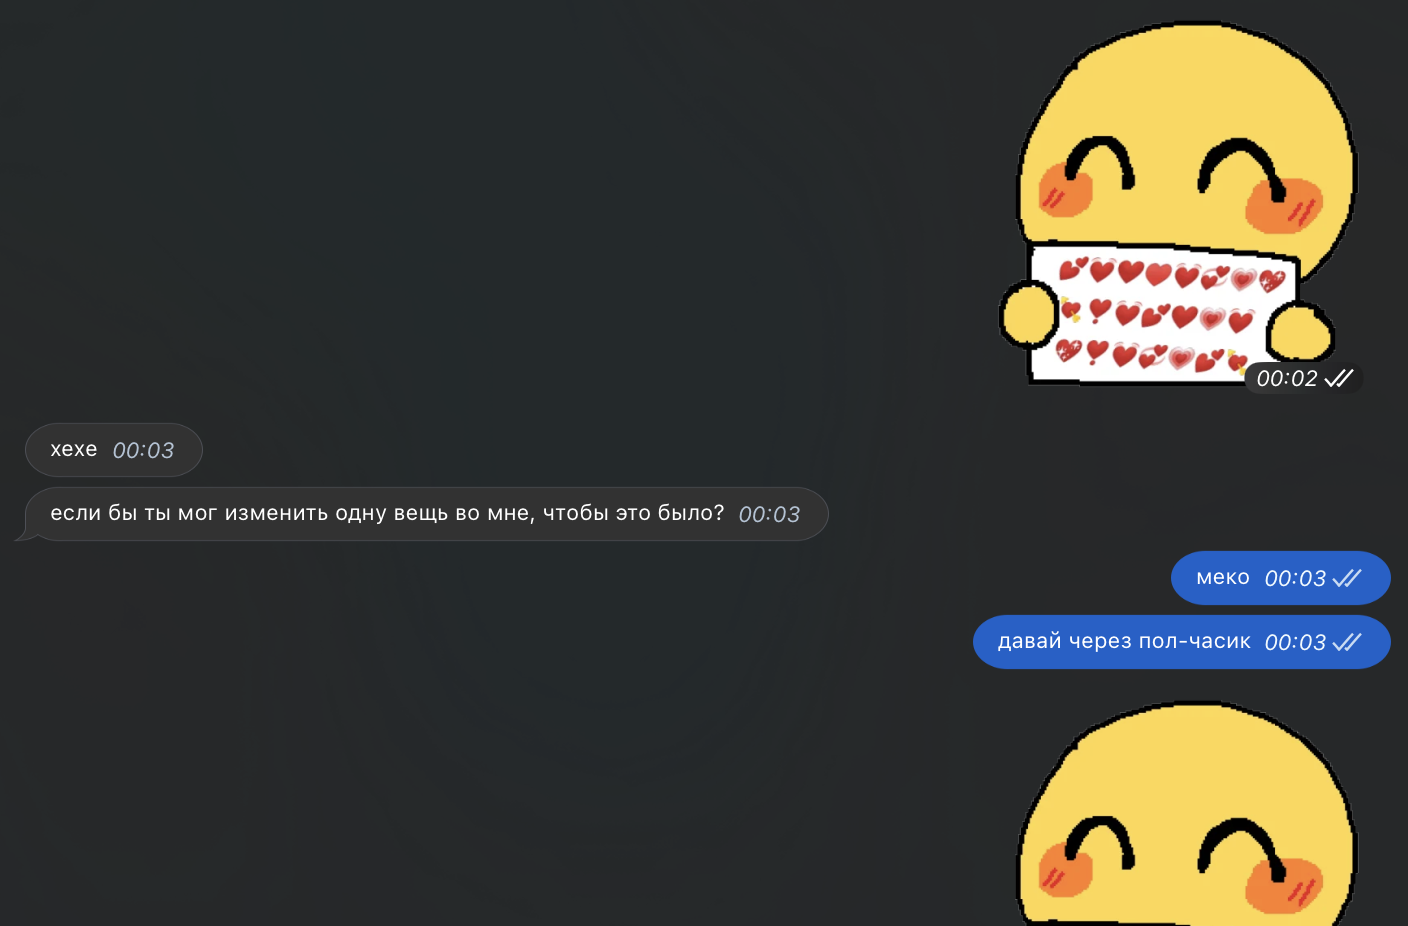 00:02
хехе 00:03
если бы ты мог изменить одну вещь во мне, чтобы это было? 00:03
меко 00:03
давай через пол-часик 00:03